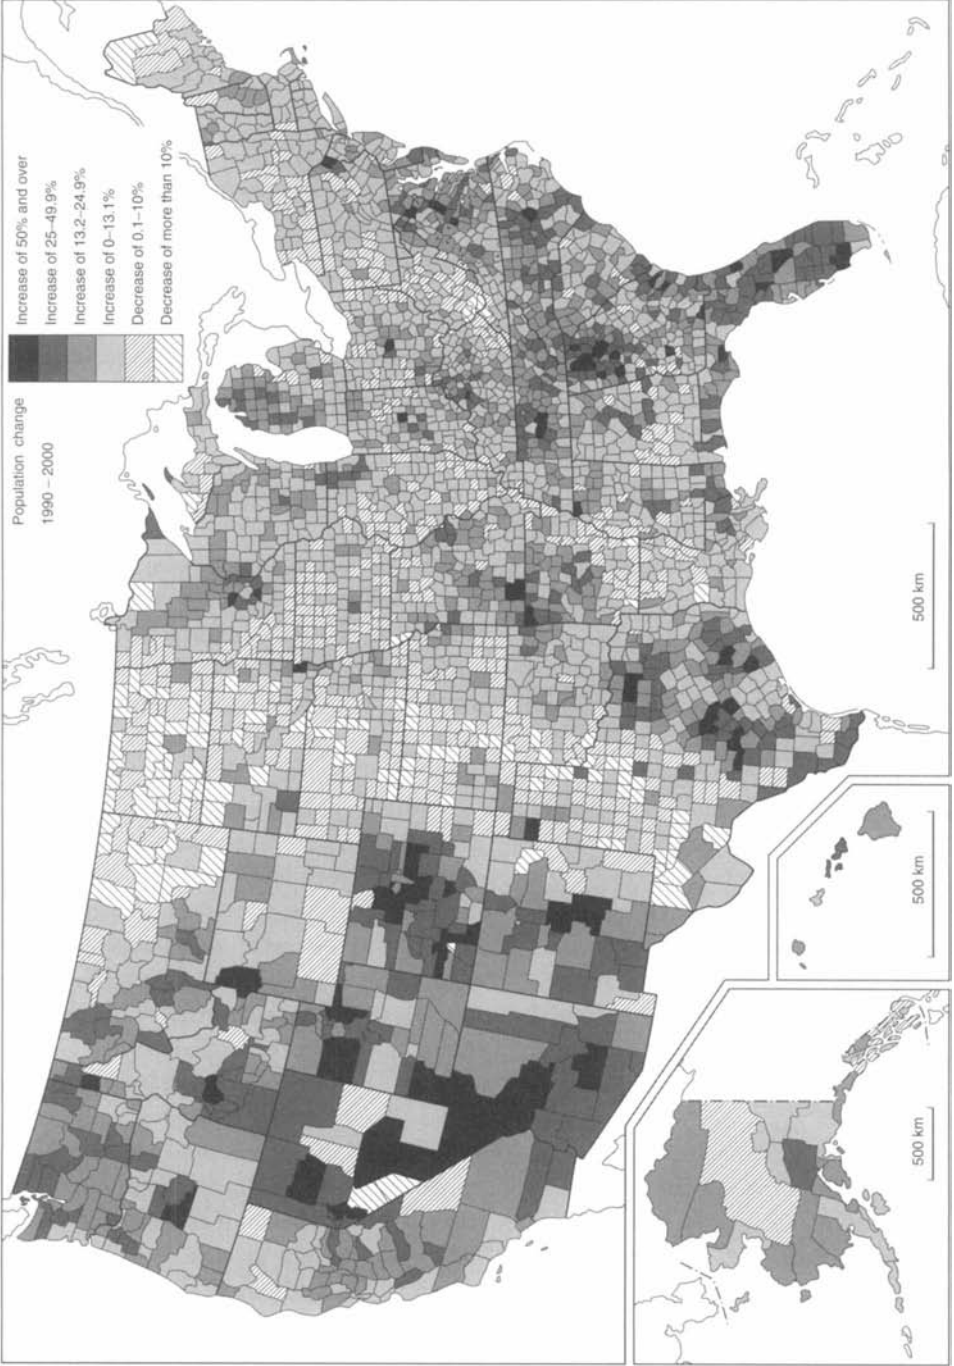 Population change
1990 – 2000
Increase of 50% and over
Increase of 25–49.9%
Increase of 13.2–24.9%
Increase of 0–13.1%
Decrease of 0.1–10%
Decrease of more than 10%
500 km
500 km
500 km